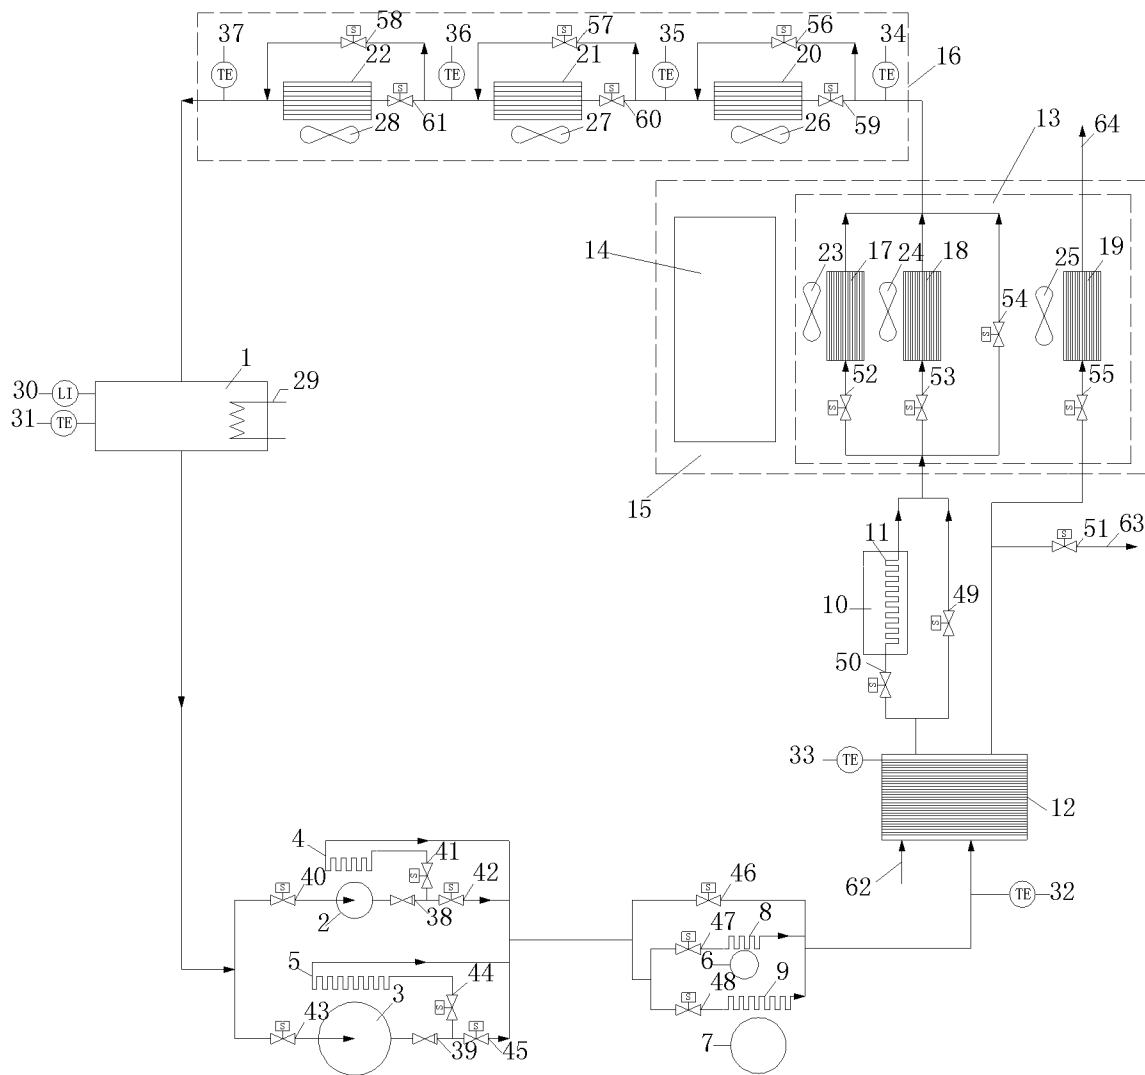 37 S 58 36 S 57 35 S 56 34
22 21 20 16
TE TE TE TE
S S S
28 61 27 60 26 59
13 64
14 23 17 24 18 25 19
54
S
1
30 LI 29 52 53 55
31 TE S S S
15
11 S 51 63
10 49
S
50
S
33 TE
12
4 41
S 40 S S 42 S 46 62 TE 32
2 38 47 8
S
5 44 6
S 48 9
S
S 43 3 S
39 45 7